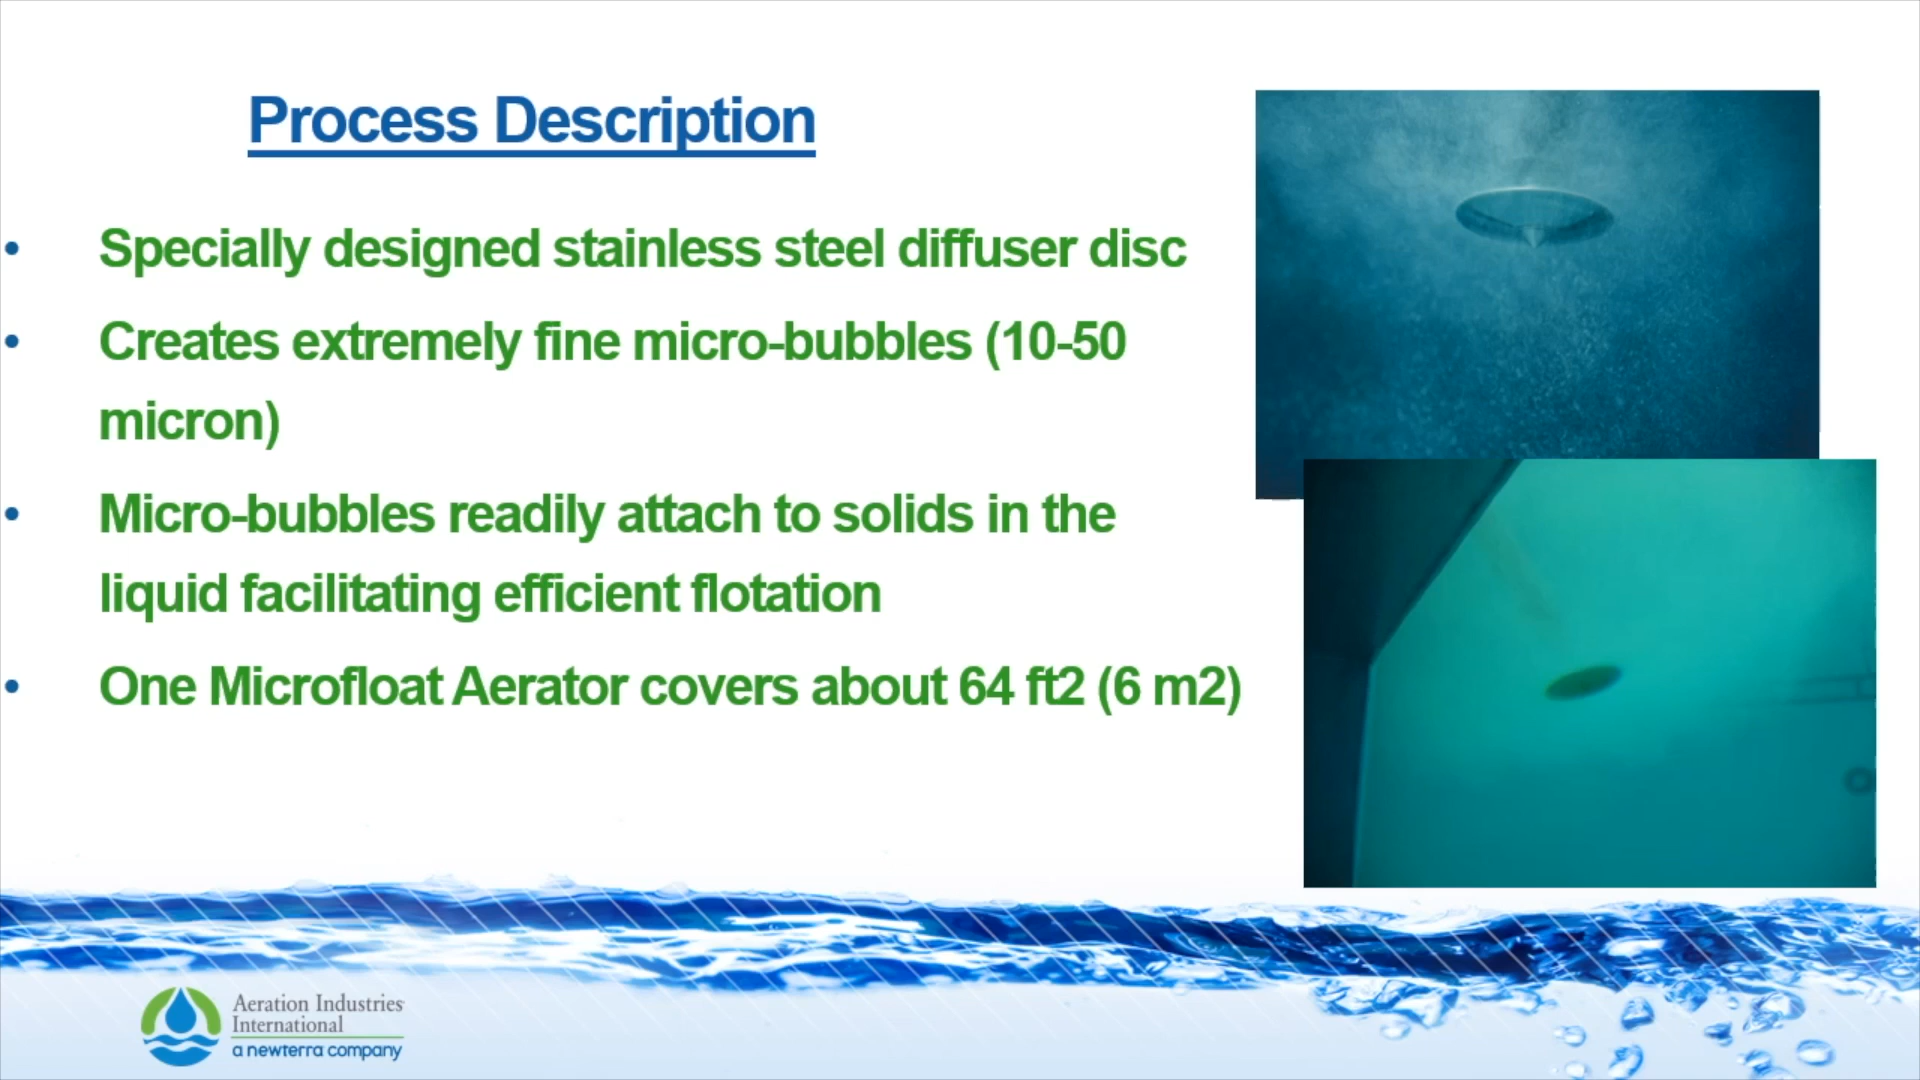 Process Description
• Specially designed stainless steel diffuser disc
• Creates extremely fine micro-bubbles (10-50
micron)
• Micro-bubbles readily attach to solids in the
liquid facilitating efficient flotation
• One Microfloat Aerator covers about 64 ft2 (6 m2)
Aeration Industries
International
a newterra company